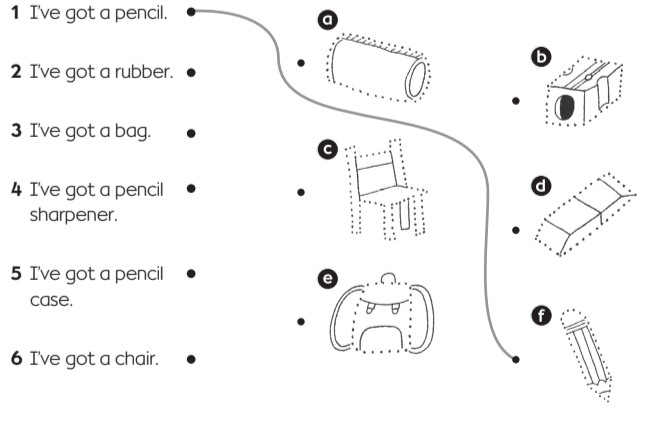 1 I've got a pencil.
2 I've got a rubber.
3 I've got a bag.
4 I've got a pencil
sharpener.
5 I've got a pencil
case.
6 I've got a chair.
a
b
c
d
e
f